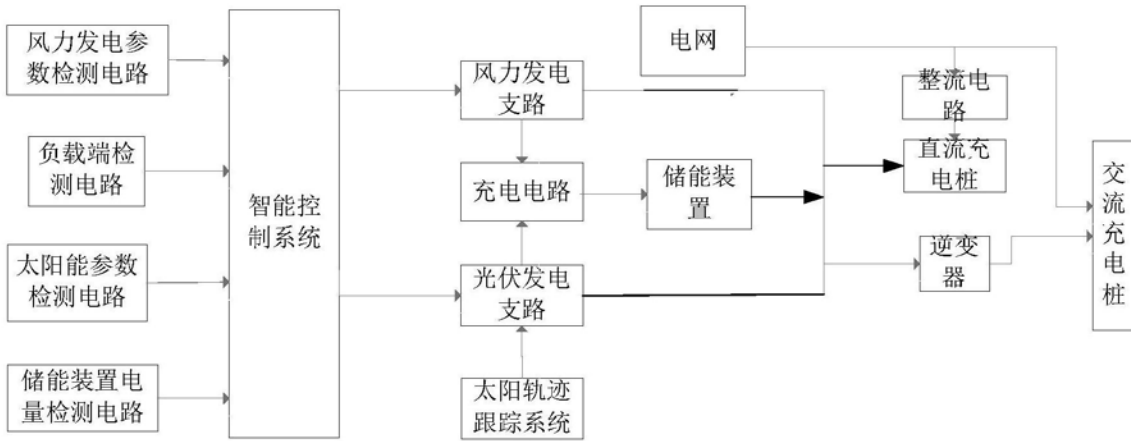 风力发电参
数检测电路
负载端检
测电路
太阳能参数
检测电路
储能装置电
量检测电路
智能控
制系统
风力发电
支路
充电电路
光伏发电
支路
太阳轨迹
跟踪系统
储能装
置
电网
整流电
路
直流充
电桩
逆变
器
交
流
充
电
桩